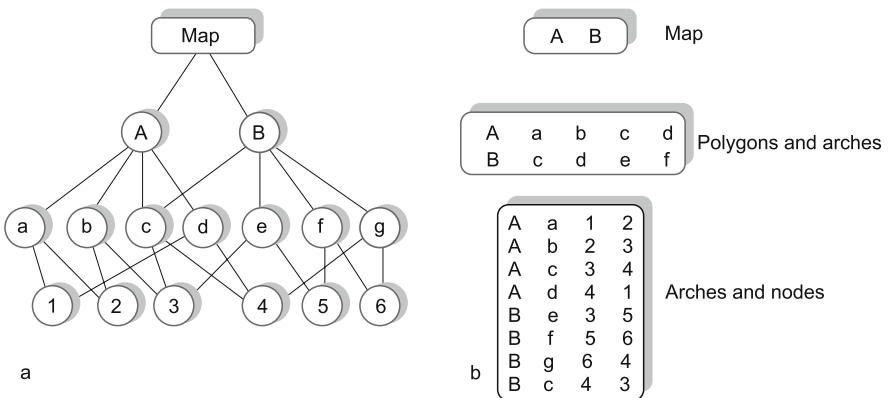 Map
A B
a b c d e f g
1 2 3 4 5 6
a
A B
Map
A a b c d
B c d e f
Polygons and arches
A a 1 2
A b 2 3
A c 3 4
A d 4 1
B e 3 5
B f 5 6
B g 6 4
B c 4 3
Arches and nodes
b